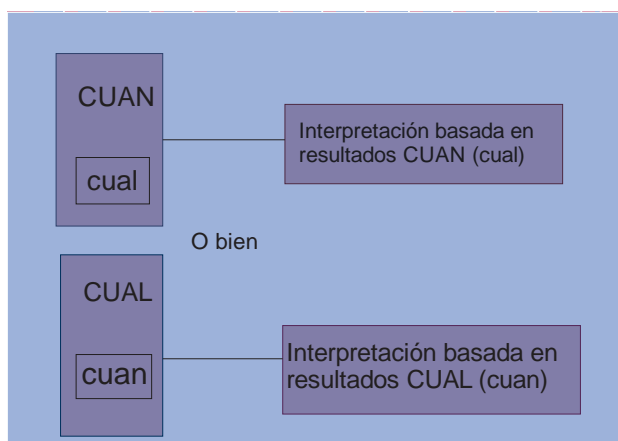 CUAN
cual
Interpretación basada en
resultados CUAN (cual)
O bien
CUAL
cuan
Interpretación basada en
resultados CUAL (cuan)